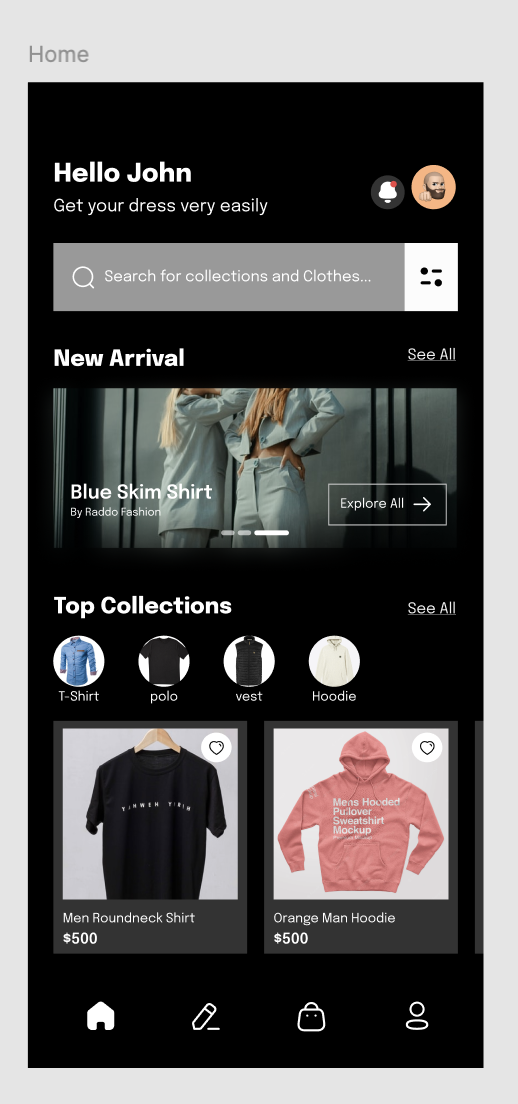 Home
Hello John
Get your dress very easily
Search for collections and Clothes...
New Arrival
See All
Blue Skim Shirt
By Raddo Fashion
Explore All
Top Collections
See All
T-Shirt
polo
vest
Hoodie
Mens Hooded
Pullover
Sweatshirt
Mockup
Men Roundneck Shirt
$500
Orange Man Hoodie
$500